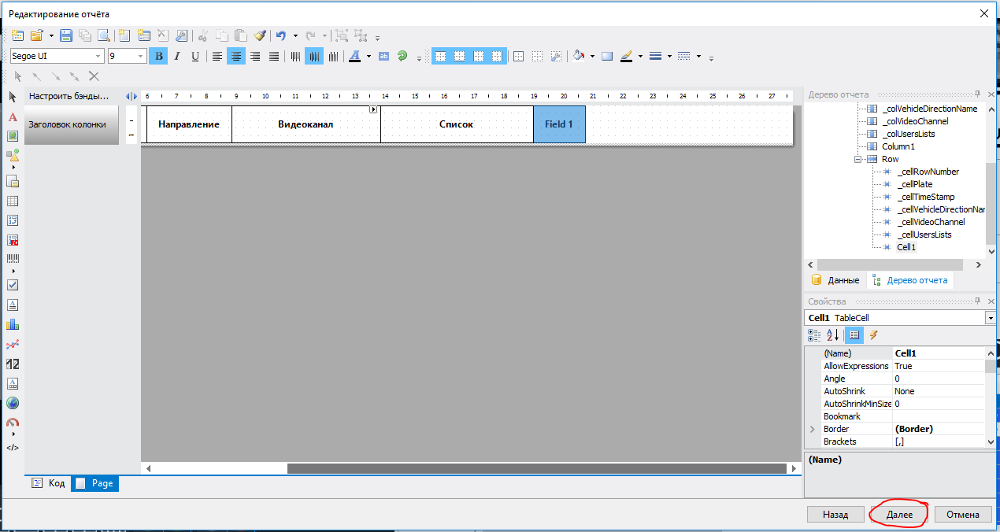 Редактирование отчёта
Segoe UI 9 B I U A ab
Настроить бэнды... 6 7 8 9 10 11 12 13 14 15 16 17 18 19 20 21 22 23 24 25 26 27
Заголовок колонки Направление Видеоканал Список Field 1
A
12
A
</>
Код Page
Дерево отчета
_colVehicleDirectionName
_colVideoChannel
_colUsersLists
Column1
Row
_cellRowNumber
_cellPlate
_cellTimeStamp
_cellVehicleDirectionNar
_cellVideoChannel
_cellUsersLists
Cell1
Данные Дерево отчета
Свойства
Cell1 TableCell
(Name) Cell1
AllowExpressions True
Angle 0
AutoShrink None
AutoShrinkMinSize 0
Bookmark
Border (Border)
Brackets [,]
(Name)
Назад Далее Отмена